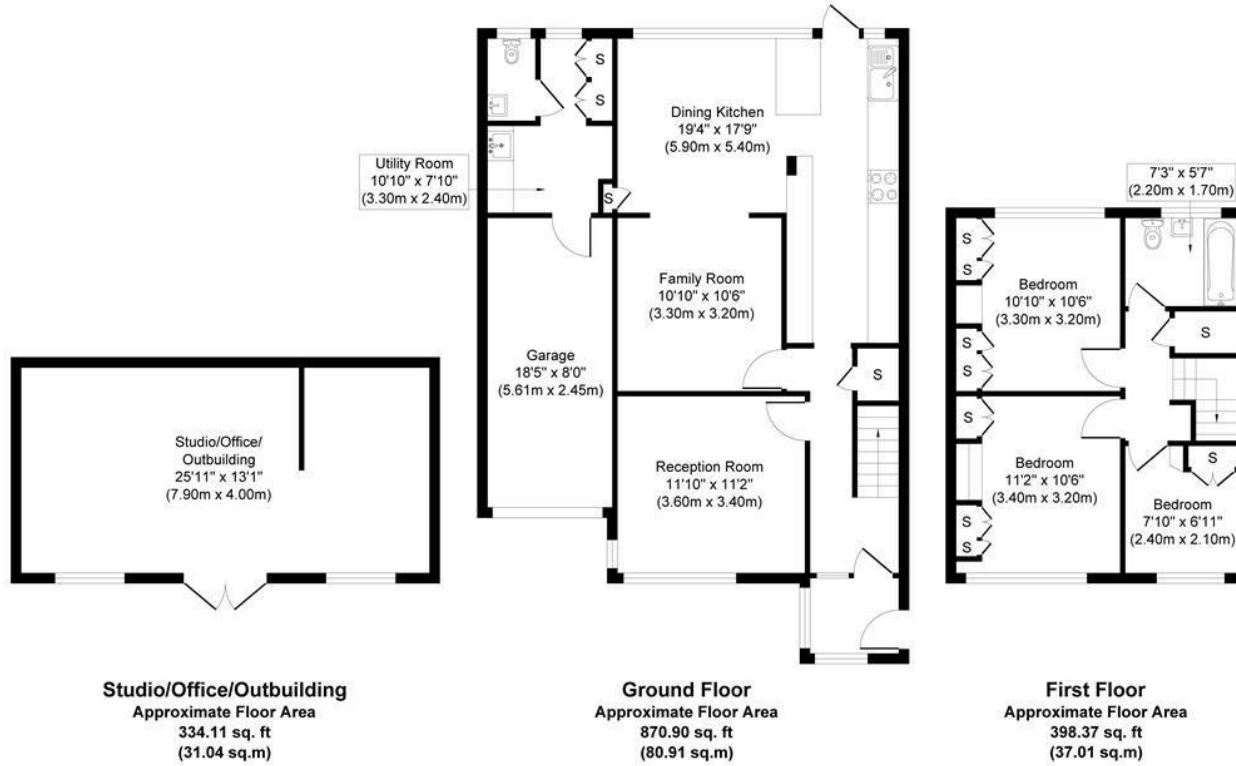 Studio/Office/
Outbuilding
25'11" x 13'1"
(7.90m x 4.00m)
Studio/Office/Outbuilding
Approximate Floor Area
334.11 sq. ft
(31.04 sq.m)
S
S
Dining Kitchen
19'4" x 17'9"
(5.90m x 5.40m)
Utility Room
10'10" x 7'10"
(3.30m x 2.40m)
S
Family Room
10'10" x 10'6"
(3.30m x 3.20m)
Garage
18'5" x 8'0"
(5.61m x 2.45m)
S
Reception Room
11'10" x 11'2"
(3.60m x 3.40m)
Ground Floor
Approximate Floor Area
870.90 sq. ft
(80.91 sq.m)
7'3" x 5'7"
(2.20m x 1.70m)
S
S
Bedroom
10'10" x 10'6"
(3.30m x 3.20m)
S
S
S
S
Bedroom
11'2" x 10'6"
(3.40m x 3.20m)
S
S
S
Bedroom
7'10" x 6'11"
(2.40m x 2.10m)
First Floor
Approximate Floor Area
398.37 sq. ft
(37.01 sq.m)